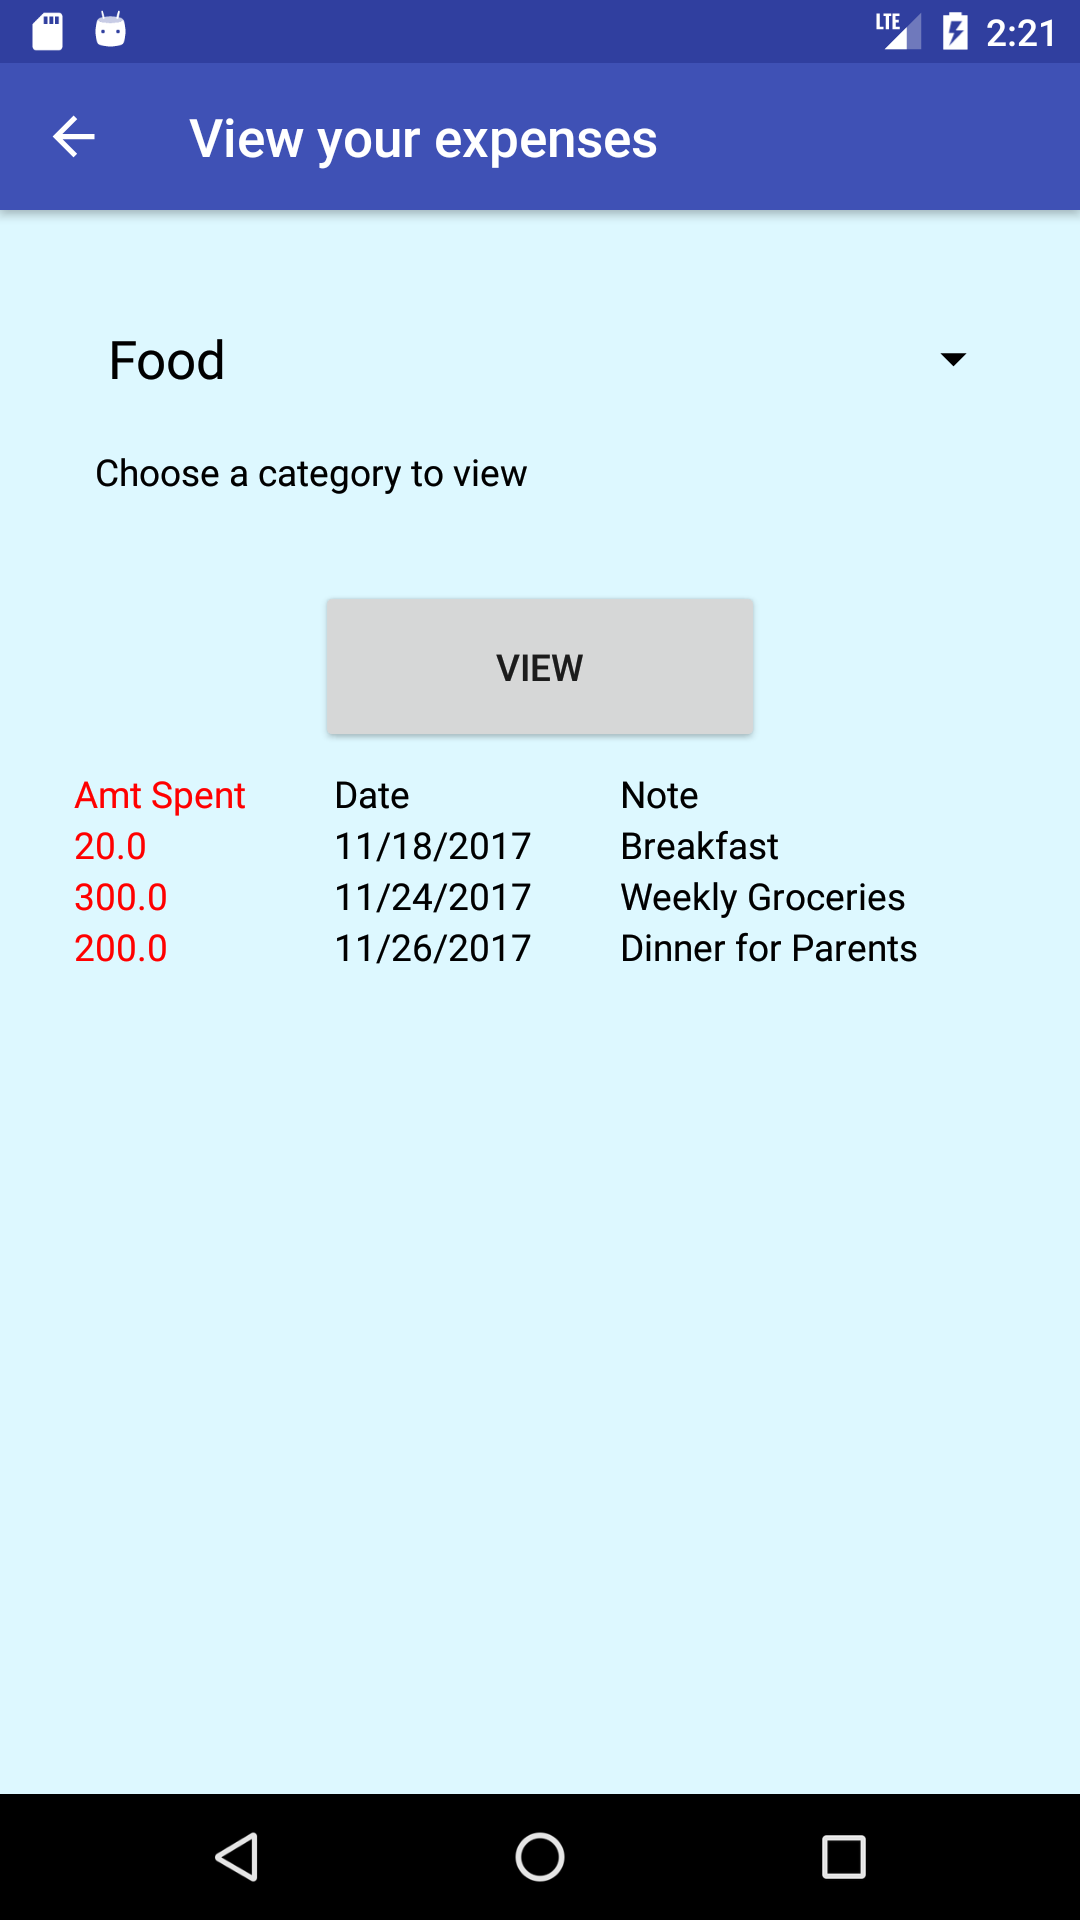 LTE 2:21
View your expenses
Food
Choose a category to view
VIEW
Amt Spent Date Note
20.0 11/18/2017 Breakfast
300.0 11/24/2017 Weekly Groceries
200.0 11/26/2017 Dinner for Parents